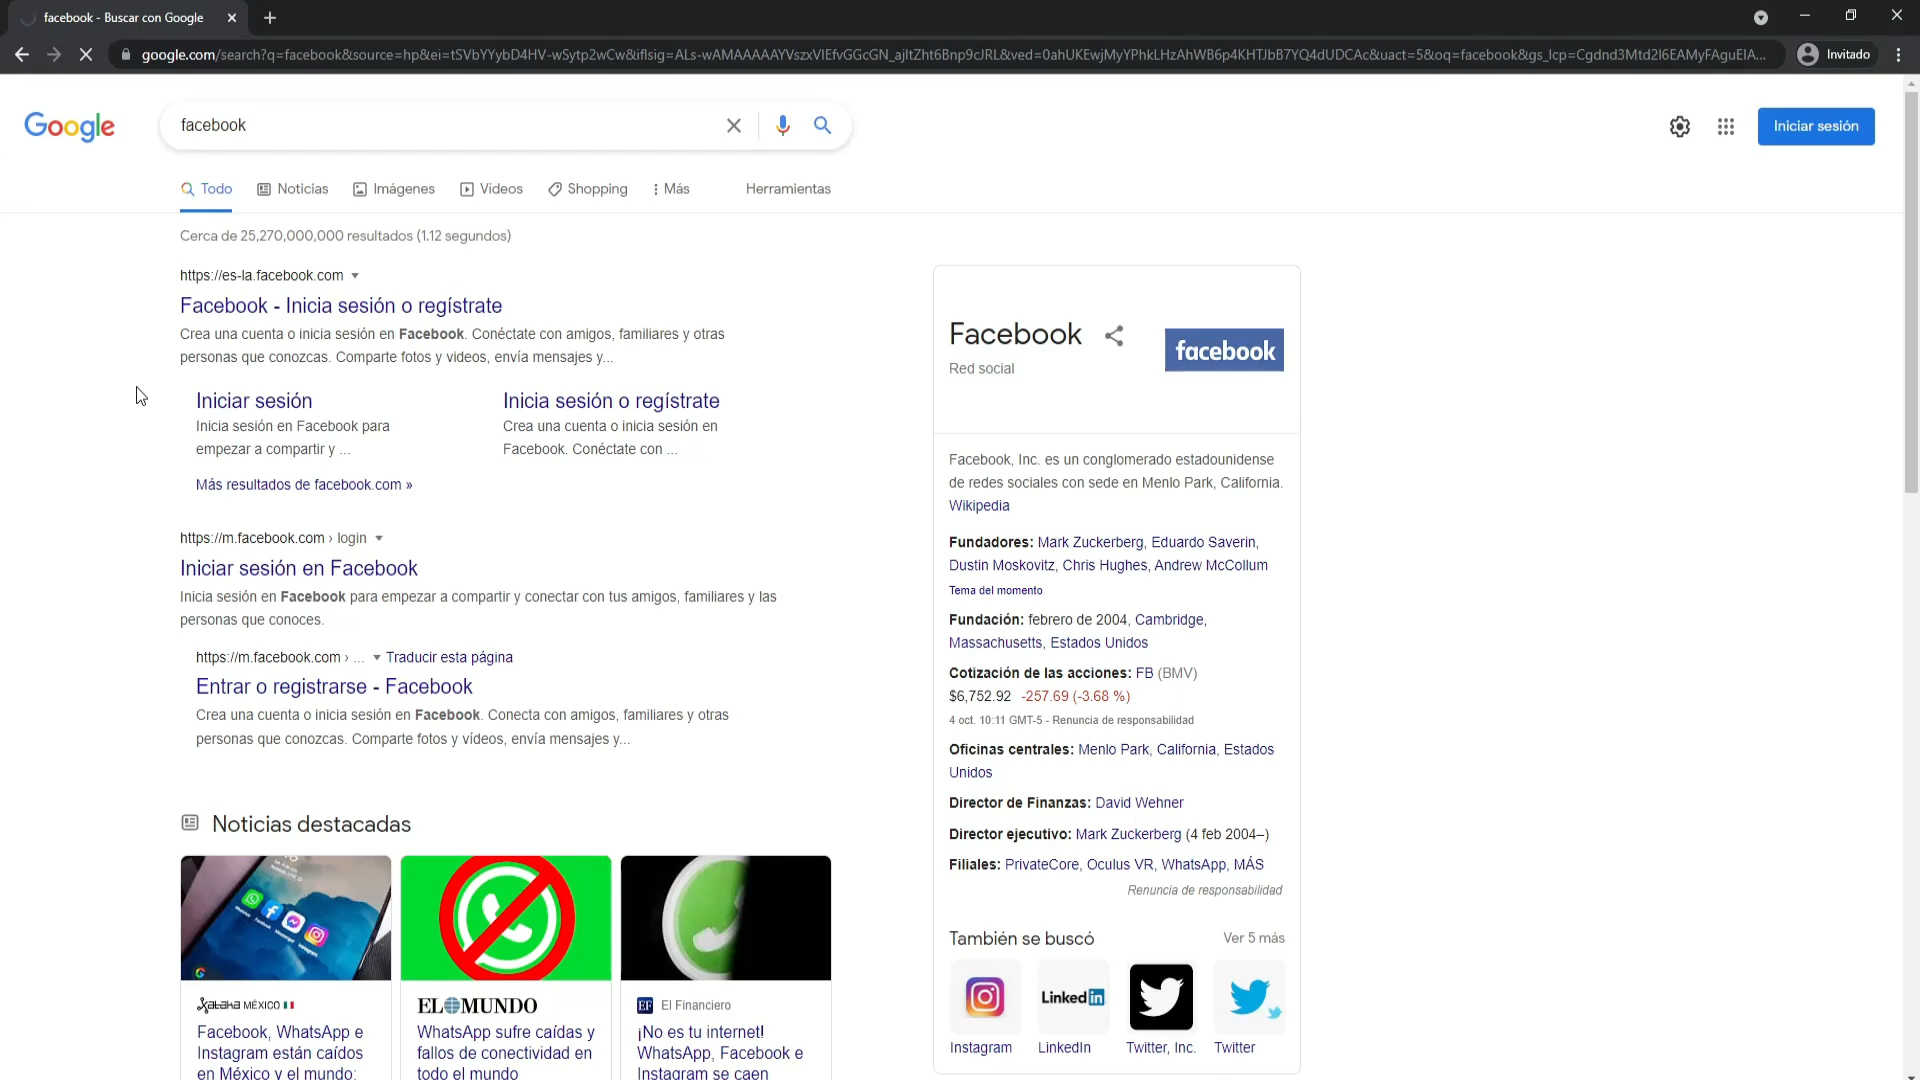 facebook - Buscar con Google
google.com/search?q=facebook&source=hp&ei=tSVbYYybD4HV-wSytp2wCw&iflsig=ALs-wAMAAAAAYVszxVIEfvGGcGN_ajltZht6Bnp9cJRL&ved=0ahUKEwjMyYPhkLHzAhWB6p4KHTJbB7YQ4dUDCAc&uact=5&oq=facebook&gs_lcp=Cgdnd3Mtd2l6EAMyFAguEIA...
Invitado
Google
facebook
Iniciar sesión
Todo
Noticias
Imágenes
Vídeos
Shopping
Más
Herramientas
Cerca de 25,270,000,000 resultados (1.12 segundos)
https://es-la.facebook.com
Facebook - Inicia sesión o regístrate
Crea una cuenta o inicia sesión en Facebook. Conéctate con amigos, familiares y otras
personas que conozcas. Comparte fotos y videos, envía mensajes y...
Iniciar sesión
Inicia sesión en Facebook para
empezar a compartir y ...
Inicia sesión o regístrate
Crea una cuenta o inicia sesión en
Facebook. Conéctate con ...
Más resultados de facebook.com »
https://m.facebook.com › login
Iniciar sesión en Facebook
Inicia sesión en Facebook para empezar a compartir y conectar con tus amigos, familiares y las
personas que conoces.
https://m.facebook.com › ... Traducir esta página
Entrar o registrarse - Facebook
Crea una cuenta o inicia sesión en Facebook. Conecta con amigos, familiares y otras
personas que conozcas. Comparte fotos y vídeos, envía mensajes y...
Noticias destacadas
Xataka MÉXICO
Facebook, WhatsApp e
Instagram están caídos
en México y el mundo:
EL MUNDO
WhatsApp sufre caídas y
fallos de conectividad en
todo el mundo
EF El Financiero
¡No es tu internet!
WhatsApp, Facebook e
Instagram se caen
Facebook
Red social
facebook
Facebook, Inc. es un conglomerado estadounidense
de redes sociales con sede en Menlo Park, California.
Wikipedia
Fundadores: Mark Zuckerberg, Eduardo Saverin,
Dustin Moskovitz, Chris Hughes, Andrew McCollum
Tema del momento
Fundación: febrero de 2004, Cambridge,
Massachusetts, Estados Unidos
Cotización de las acciones: FB (BMV)
$6,752.92 -257.69 (-3.68 %)
4 oct. 10:11 GMT-5 - Renuncia de responsabilidad
Oficinas centrales: Menlo Park, California, Estados
Unidos
Director de Finanzas: David Wehner
Director ejecutivo: Mark Zuckerberg (4 feb 2004–)
Filiales: PrivateCore, Oculus VR, WhatsApp, MÁS
Renuncia de responsabilidad
También se buscó
Ver 5 más
Linked in
Instagram
LinkedIn
Twitter, Inc.
Twitter